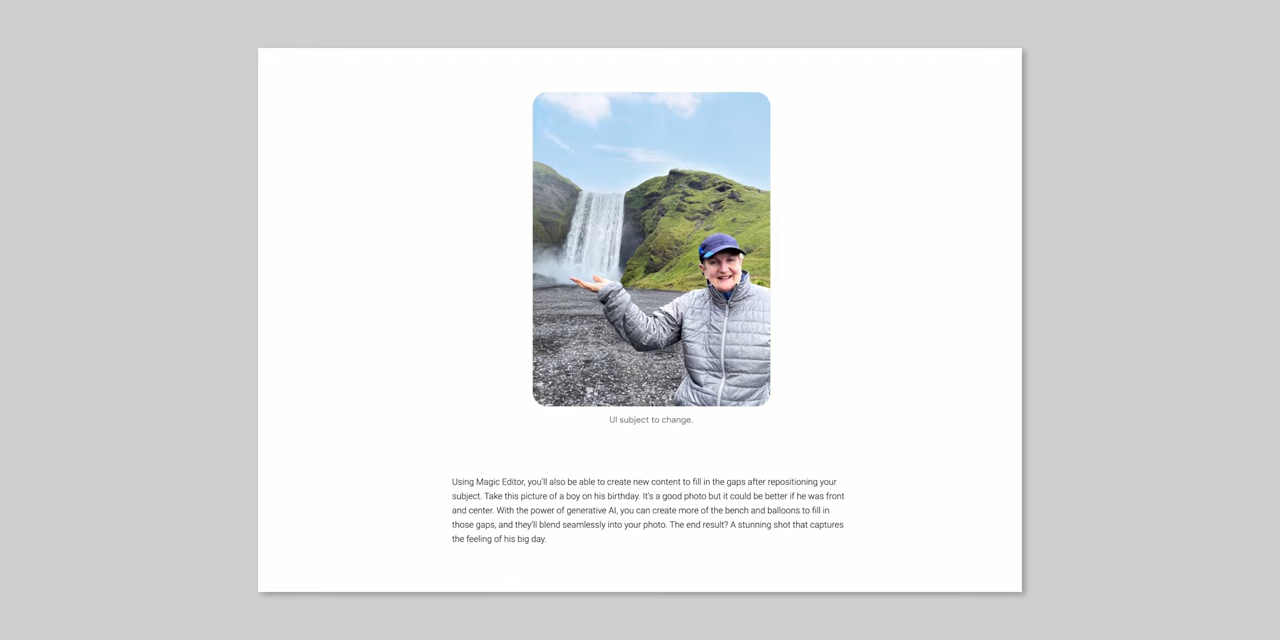 UI subject to change.
Using Magic Editor, you'll also be able to create new content to fill in the gaps after repositioning your
subject. Take this picture of a boy on his birthday. It's a good photo but it could be better if he was front
and center. With the power of generative AI, you can create more of the bench and balloons to fill in
those gaps, and they'll blend seamlessly into your photo. The end result? A stunning shot that captures
the feeling of his big day.